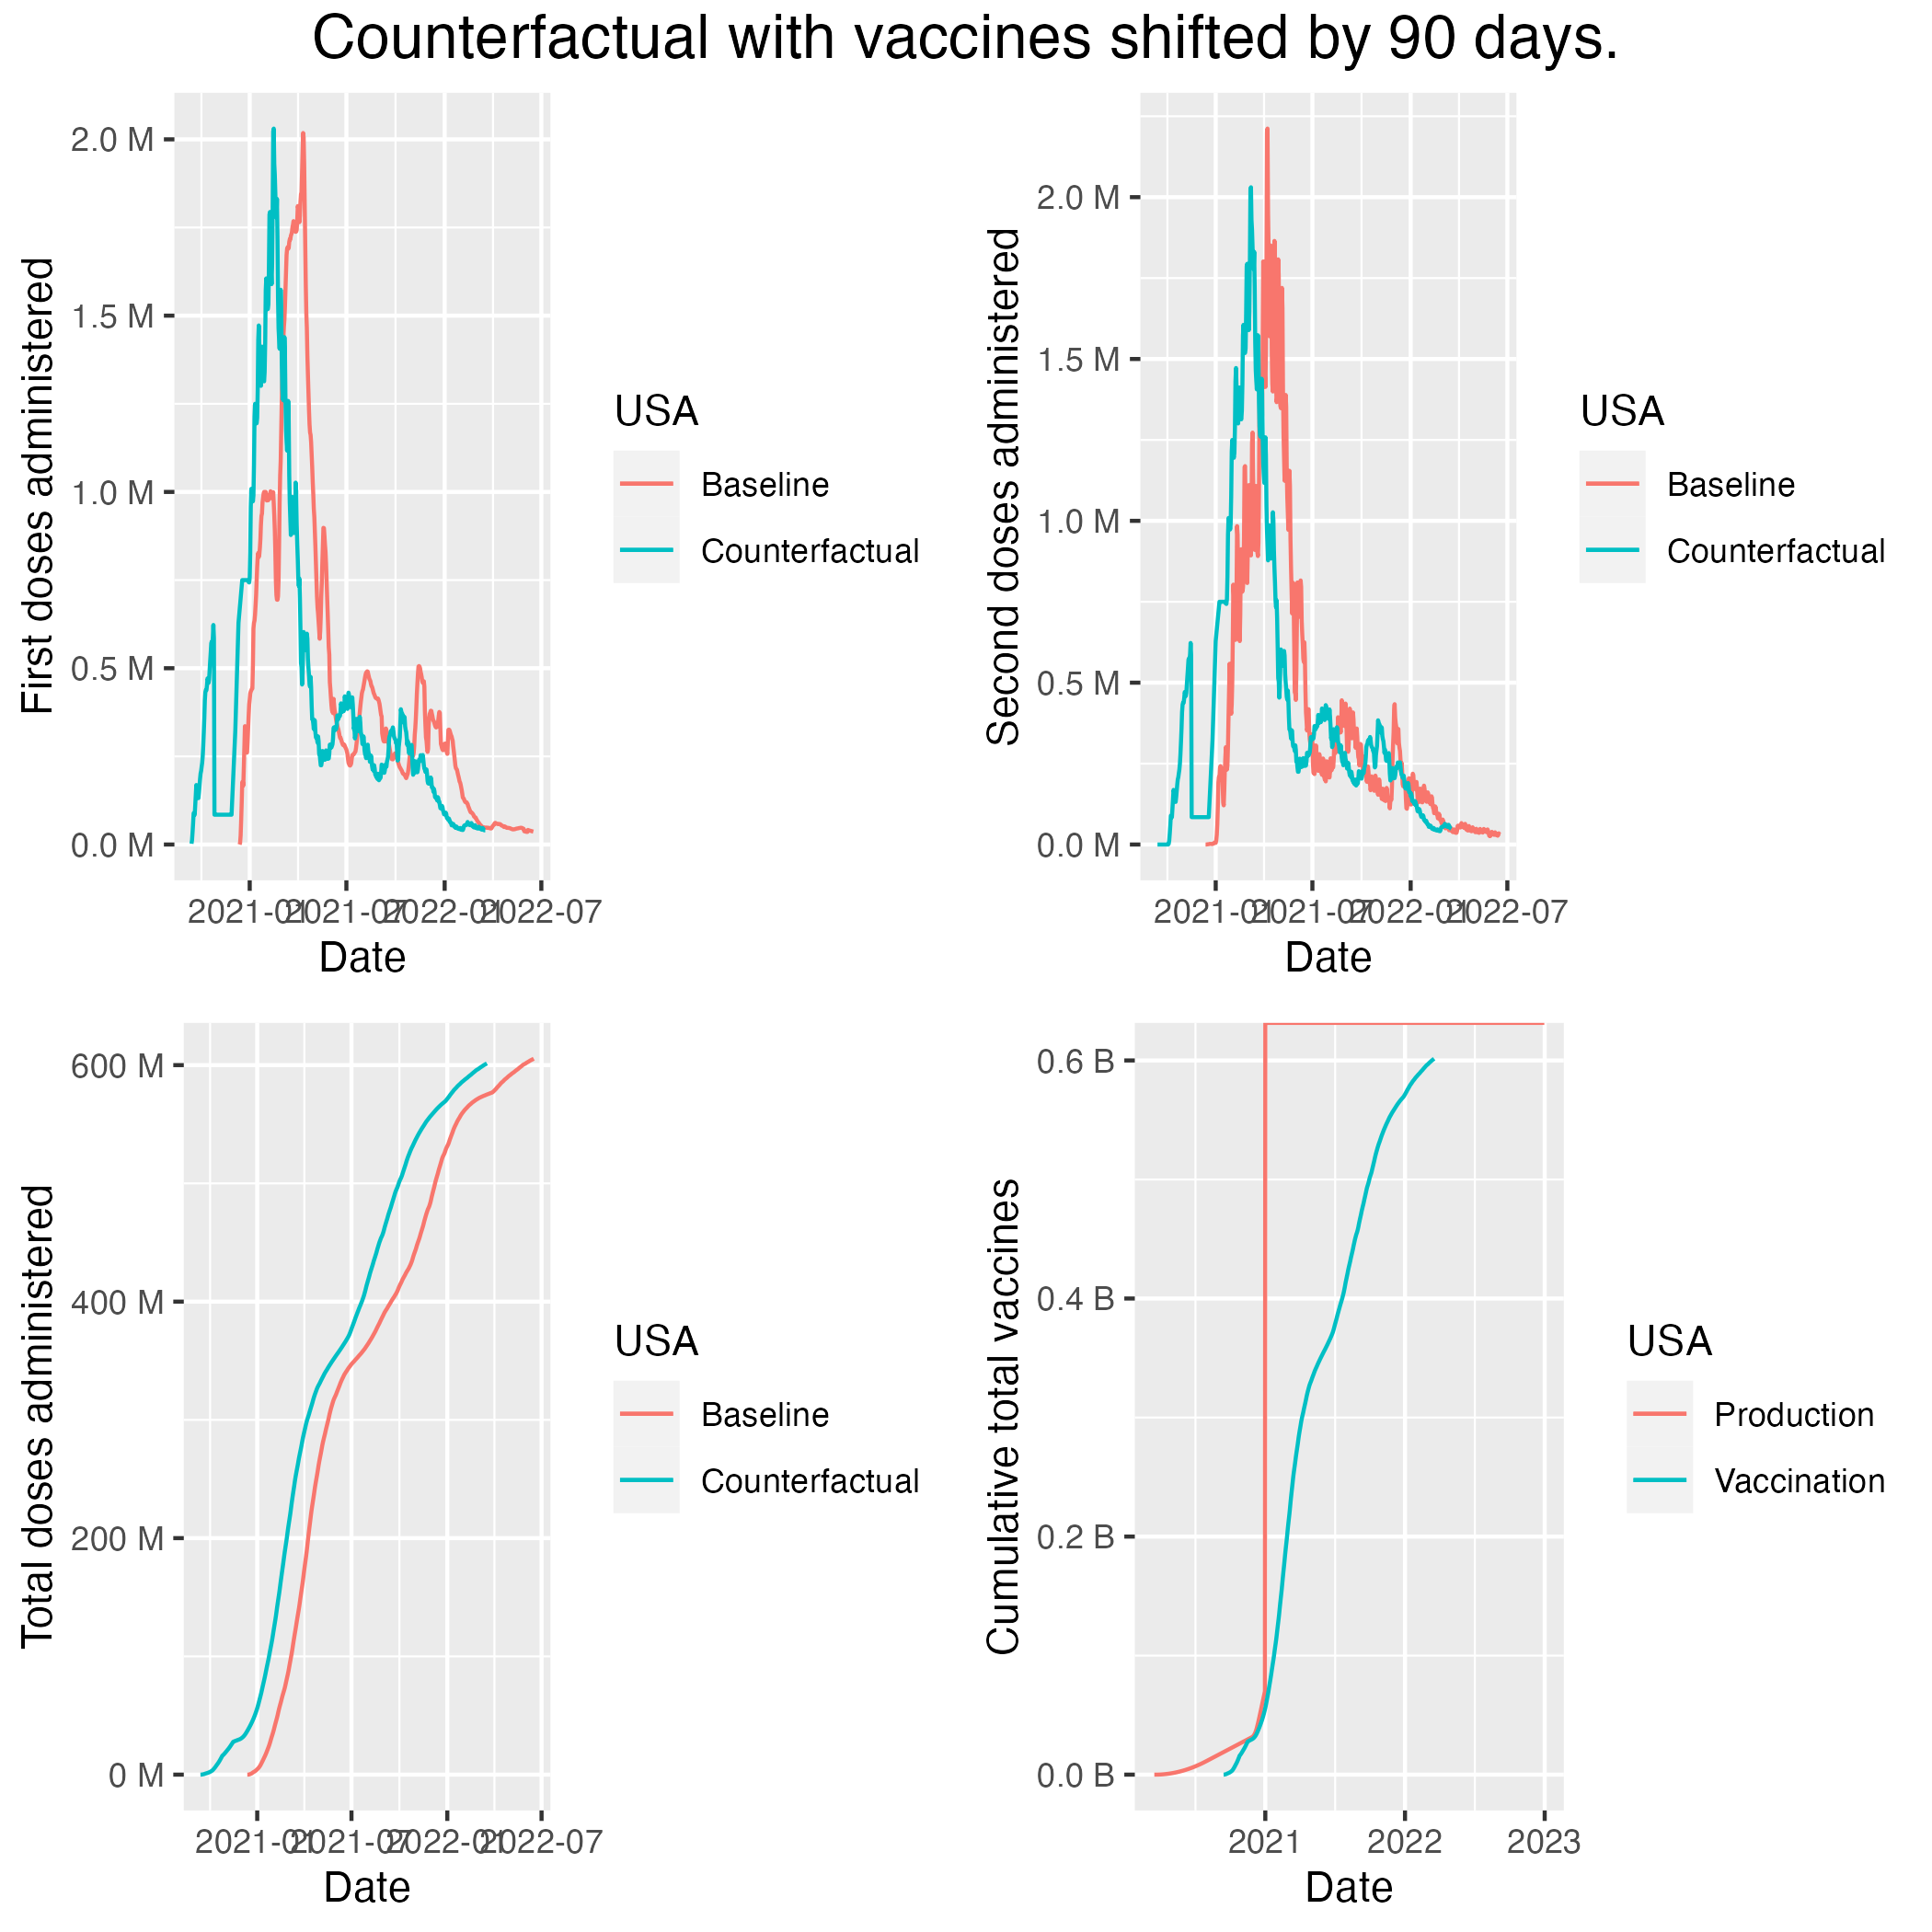 Counterfactual with vaccines shifted by 90 days.
First doses administered
2.0 M
1.5 M
1.0 M
0.5 M
0.0 M
2021-01 2021-07 2022-01 2022-07
Date
USA
Baseline
Counterfactual
Second doses administered
2.0 M
1.5 M
1.0 M
0.5 M
0.0 M
2021-01 2021-07 2022-01 2022-07
Date
USA
Baseline
Counterfactual
Total doses administered
600 M
400 M
200 M
0 M
2021-01 2021-07 2022-01 2022-07
Date
USA
Baseline
Counterfactual
Cumulative total vaccines
0.6 B
0.4 B
0.2 B
0.0 B
2021 2022 2023
Date
USA
Production
Vaccination